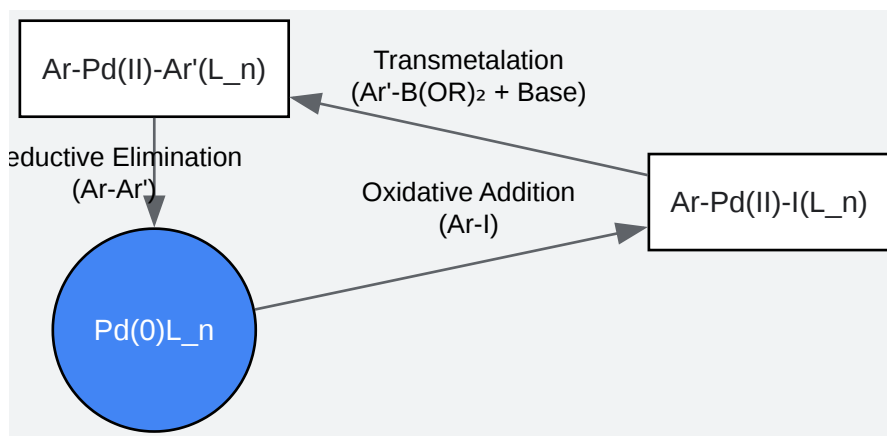 Ar-Pd(II)-Ar'(L_n)
Transmetalation
(Ar'-B(OR)₂ + Base)
eductive Elimination
(Ar-Ar')
Oxidative Addition
(Ar-I)
Ar-Pd(II)-I(L_n)
Pd(0)L_n